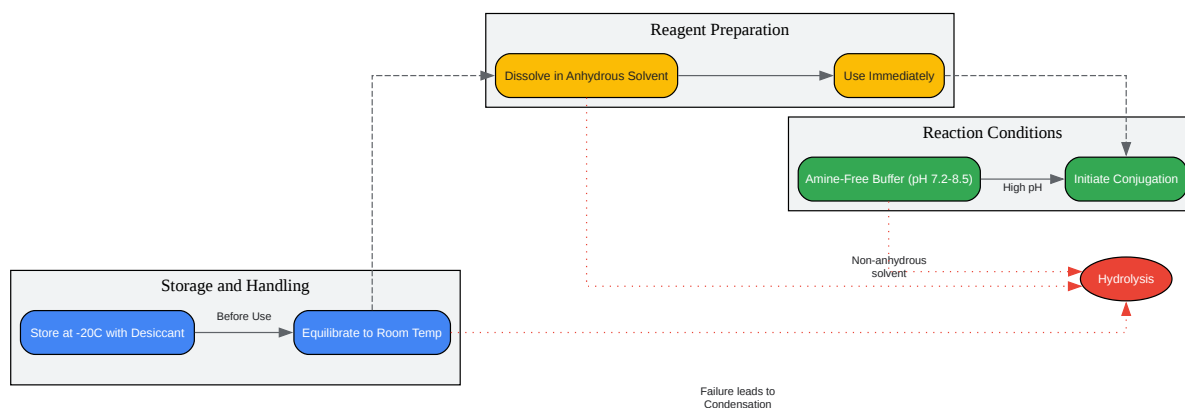 Reagent Preparation
Dissolve in Anhydrous Solvent
Use Immediately
Reaction Conditions
Amine-Free Buffer (pH 7.2-8.5)
High pH
Initiate Conjugation
Non-anhydrous
solvent
Hydrolysis
Storage and Handling
Store at -20C with Desiccant
Before Use
Equilibrate to Room Temp
Failure leads to
Condensation